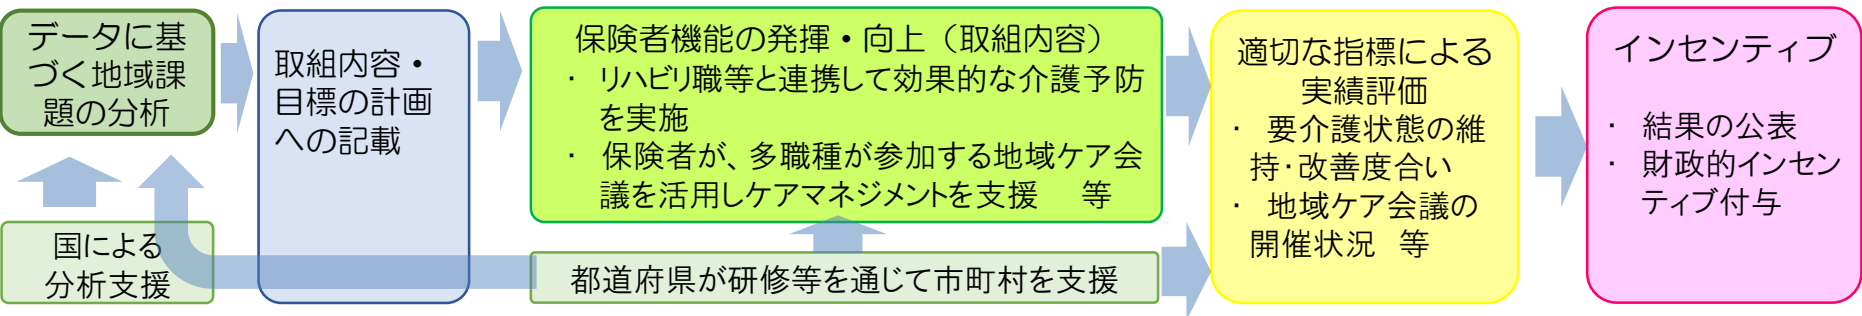 データに基
づく地域課
題の分析
国による
分析支援
取組内容・
目標の計画
への記載
保険者機能の発揮・向上（取組内容）
・ リハビリ職等と連携して効果的な介護予防
を実施
・ 保険者が、多職種が参加する地域ケア会
議を活用しケアマネジメントを支援　等
都道府県が研修等を通じて市町村を支援
適切な指標による
実績評価
・ 要介護状態の維
持・改善度合い
・ 地域ケア会議の
開催状況　等
インセンティブ
・ 結果の公表
・ 財政的インセン
ティブ付与